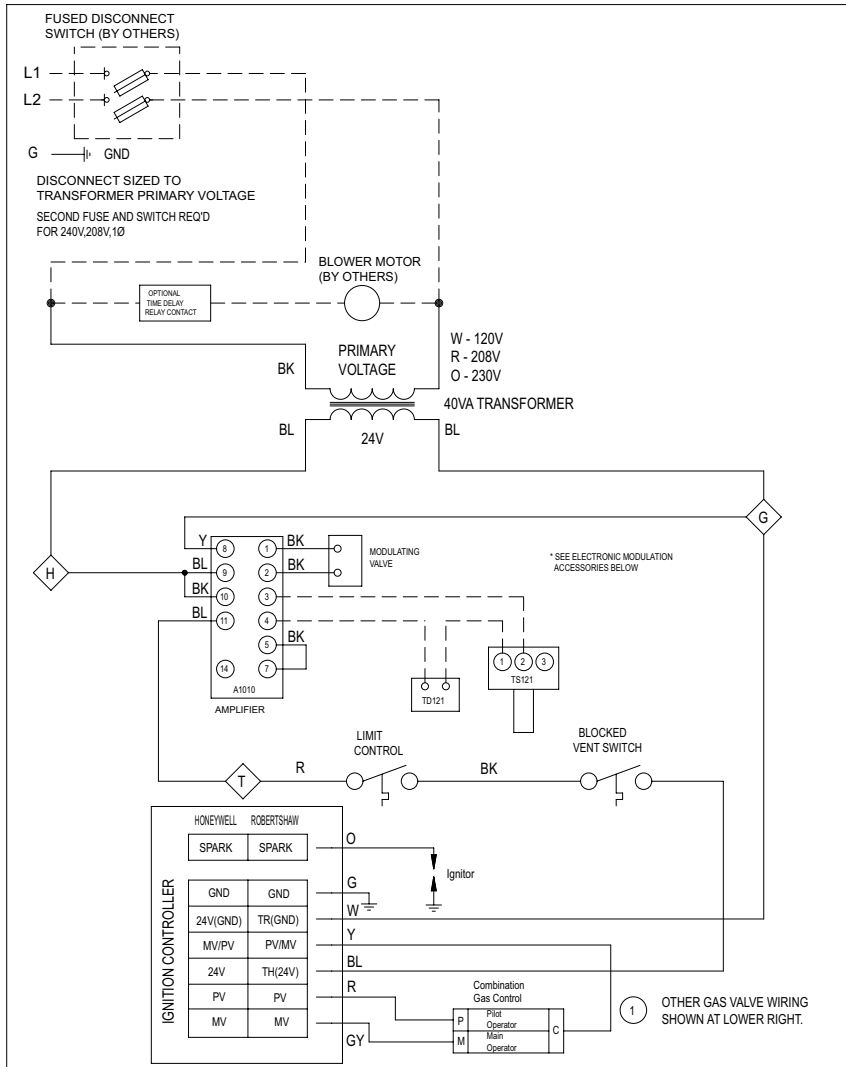 FUSED DISCONNECT
SWITCH (BY OTHERS)
L1
L2
G
GND
DISCONNECT SIZED TO
TRANSFORMER PRIMARY VOLTAGE
SECOND FUSE AND SWITCH REQ'D
FOR 240V,208V,1Ø
BLOWER MOTOR
(BY OTHERS)
OPTIONAL
TIME DELAY
RELAY CONTACT
W - 120V
R - 208V
O - 230V
PRIMARY
VOLTAGE
BK
40VA TRANSFORMER
BL
24V
BL
G
H
Y
8
1
BK
BL
9
2
BK
MODULATING
VALVE
* SEE ELECTRONIC MODULATION
ACCESSORIES BELOW
BK
10
3
BL
11
4
5
BK
14
7
A1010
AMPLIFIER
1
2
3
TS121
TD121
LIMIT
CONTROL
BLOCKED
VENT SWITCH
T
R
BK
IGNITION CONTROLLER
HONEYWELL
ROBERTSHAW
SPARK
SPARK
O
Ignitor
GND
GND
G
24V(GND)
TR(GND)
W
MV/PV
PV/MV
Y
24V
TH(24V)
BL
PV
PV
R
MV
MV
GY
Combination
Gas Control
P
Pilot
Operator
M
Main
Operator
C
1
OTHER GAS VALVE WIRING
SHOWN AT LOWER RIGHT.